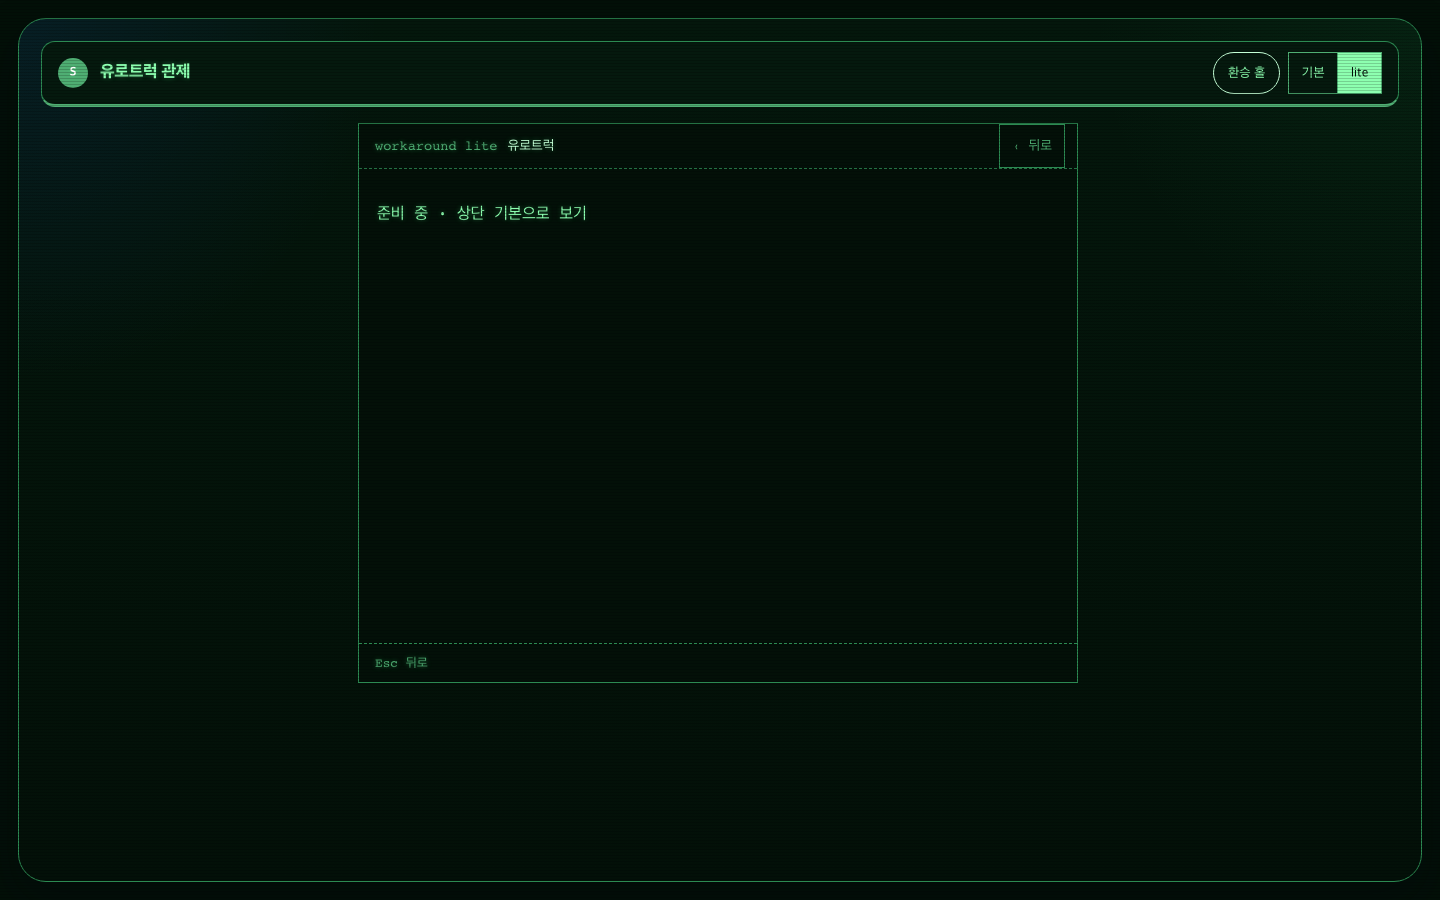 S 유로트럭 관제 환승 홀 기본 lite
workaround lite 유로트럭 ‹ 뒤로
준비 중 · 상단 기본으로 보기
Esc 뒤로